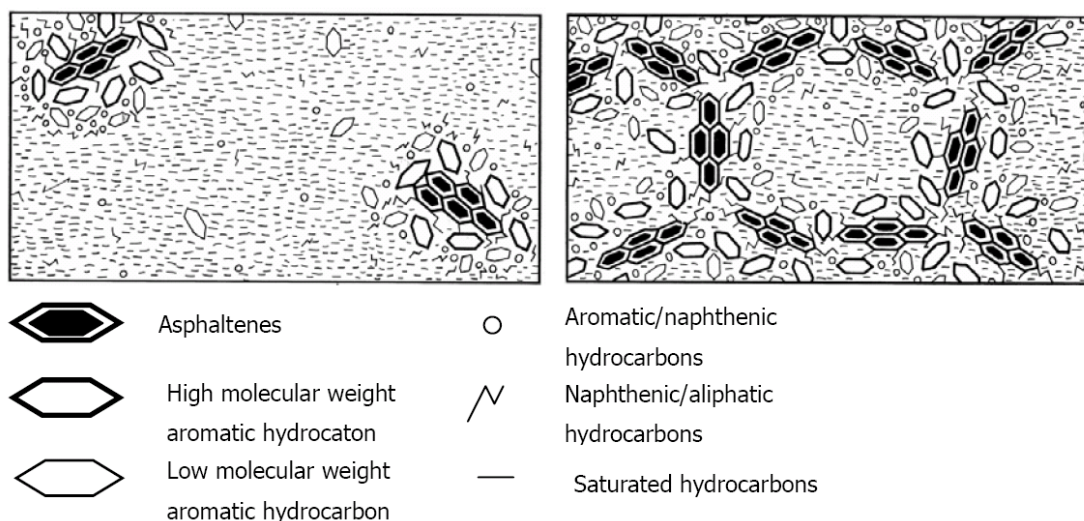 Asphaltenes
High molecular weight
aromatic hydrocaton
Low molecular weight
aromatic hydrocarbon
Aromatic/naphthenic
hydrocarbons
Naphthenic/aliphatic
hydrocarbons
Saturated hydrocarbons